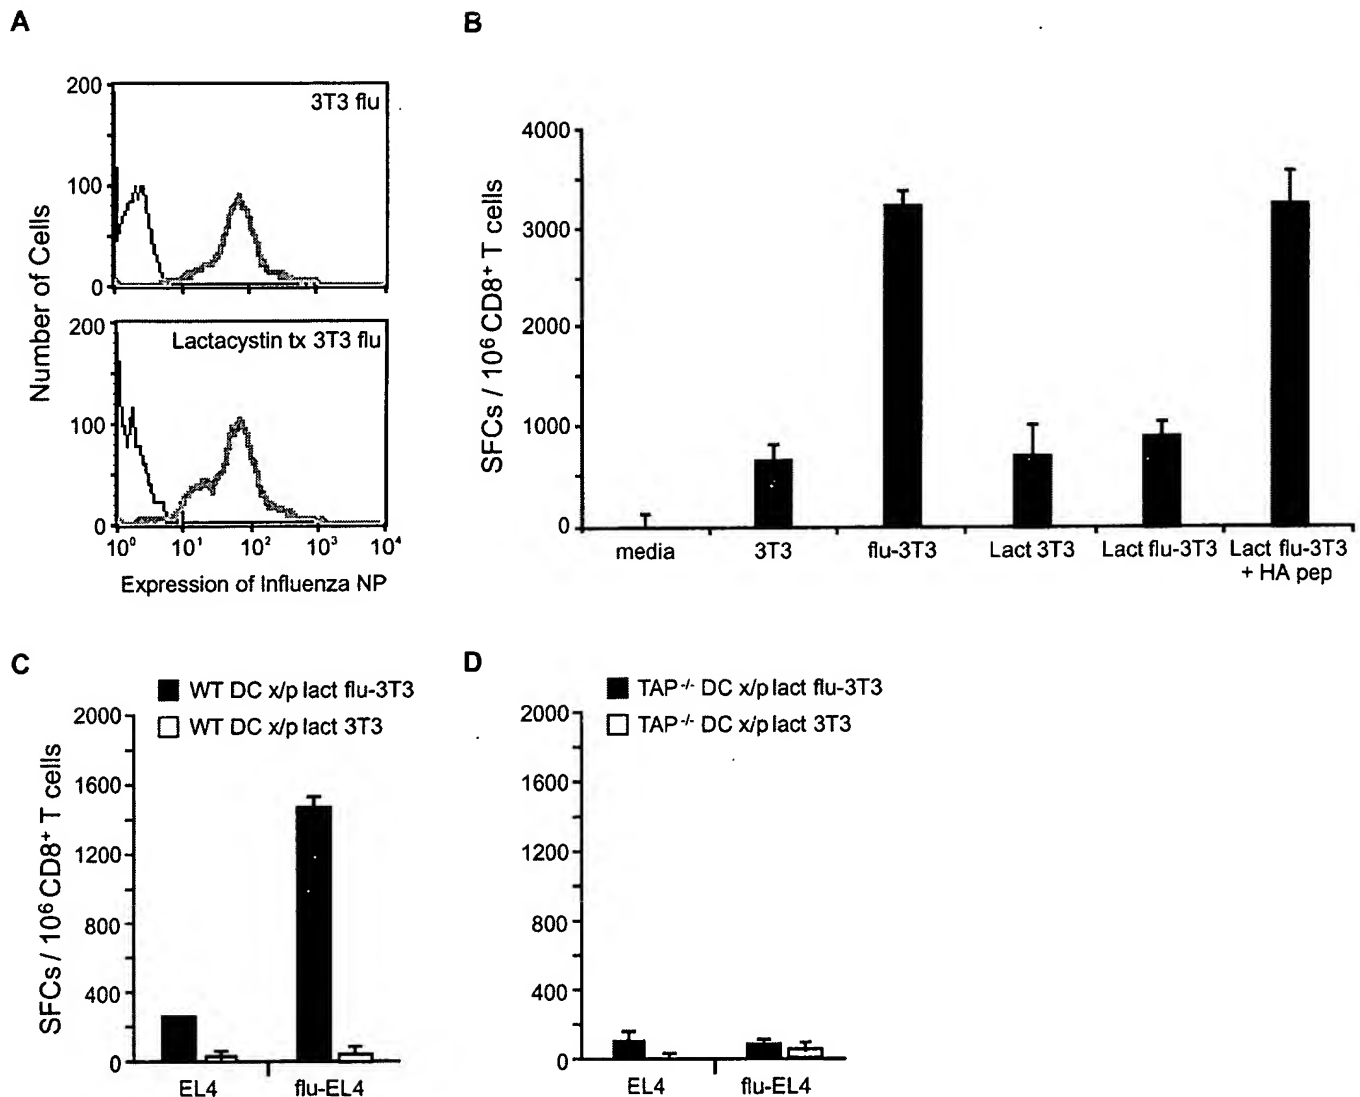 A
B
200
3T3 flu
100
0
200
Lactacystin tx 3T3 flu
100
0
10⁰ 10¹ 10² 10³ 10⁴
Number of Cells
Expression of Influenza NP
4000
3000
2000
1000
0
SFCs / 10⁶ CD8⁺ T cells
media 3T3 flu-3T3 Lact 3T3 Lact flu-3T3 Lact flu-3T3
+ HA pep
C
WT DC x/p lact flu-3T3
WT DC x/p lact 3T3
2000
1600
1200
800
400
0
SFCs / 10⁶ CD8⁺ T cells
EL4 flu-EL4
D
TAP⁻/⁻ DC x/p lact flu-3T3
TAP⁻/⁻ DC x/p lact 3T3
2000
1600
1200
800
400
0
EL4 flu-EL4